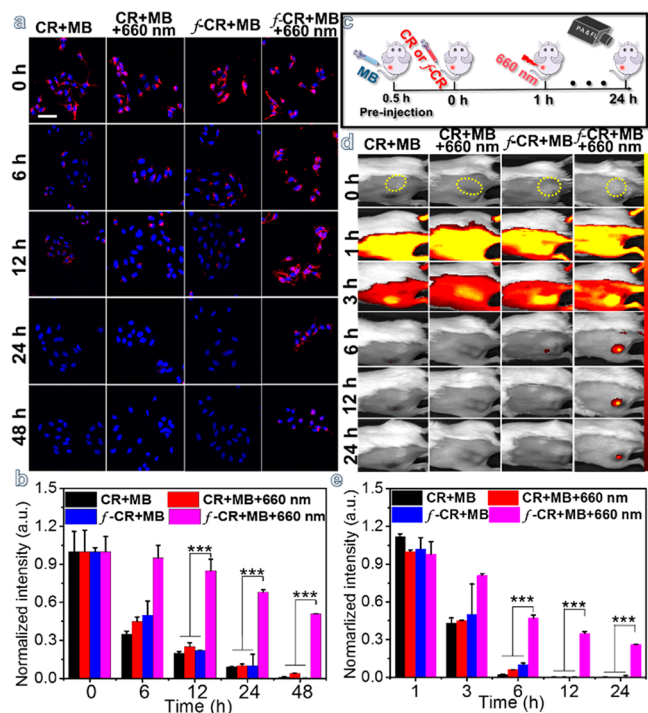 a
CR+MB
CR+MB
+660 nm
f-CR+MB
f-CR+MB
+660 nm
0 h
6 h
12 h
24 h
48 h
b
Normalized intensity (a.u.)
1.5
1.2
0.9
0.6
0.3
0.0
CR+MB
CR+MB+660 nm
f-CR+MB
f-CR+MB+660 nm
***
***
***
0
6
12
24
48
Time (h)
c
MB
CR or f-CR
660 nm
PA & FL
0.5 h
Pre-injection
0 h
1 h
24 h
d
CR+MB
CR+MB
+660 nm
f-CR+MB
f-CR+MB
+660 nm
0 h
1 h
3 h
6 h
12 h
24 h
e
Normarlized intensity (a.u.)
1.5
1.2
0.9
0.6
0.3
0.0
CR+MB
CR+MB+660 nm
f-CR+MB
f-CR+MB+660 nm
***
***
***
1
3
6
12
24
Time (h)